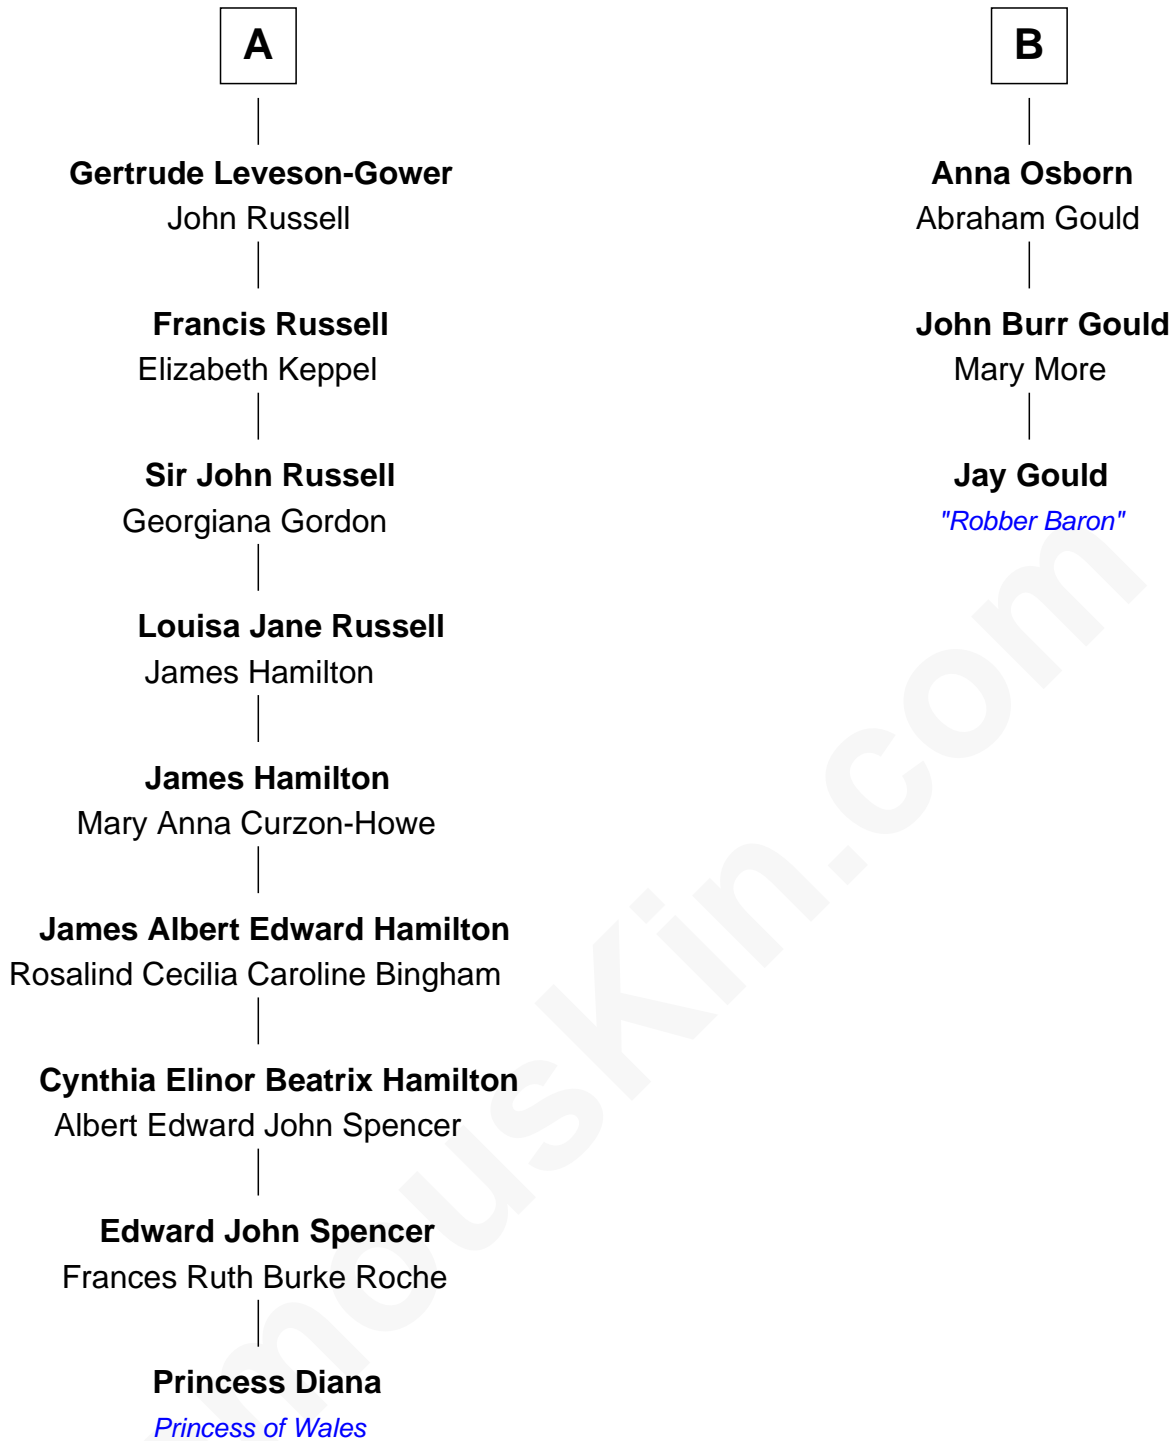 A
Gertrude Leveson-Gower
John Russell
Francis Russell
Elizabeth Keppel
Sir John Russell
Georgiana Gordon
Louisa Jane Russell
James Hamilton
James Hamilton
Mary Anna Curzon-Howe
James Albert Edward Hamilton
Rosalind Cecilia Caroline Bingham
Cynthia Elinor Beatrix Hamilton
Albert Edward John Spencer
Edward John Spencer
Frances Ruth Burke Roche
Princess Diana
Princess of Wales
B
Anna Osborn
Abraham Gould
John Burr Gould
Mary More
Jay Gould
"Robber Baron"
mousKin.com